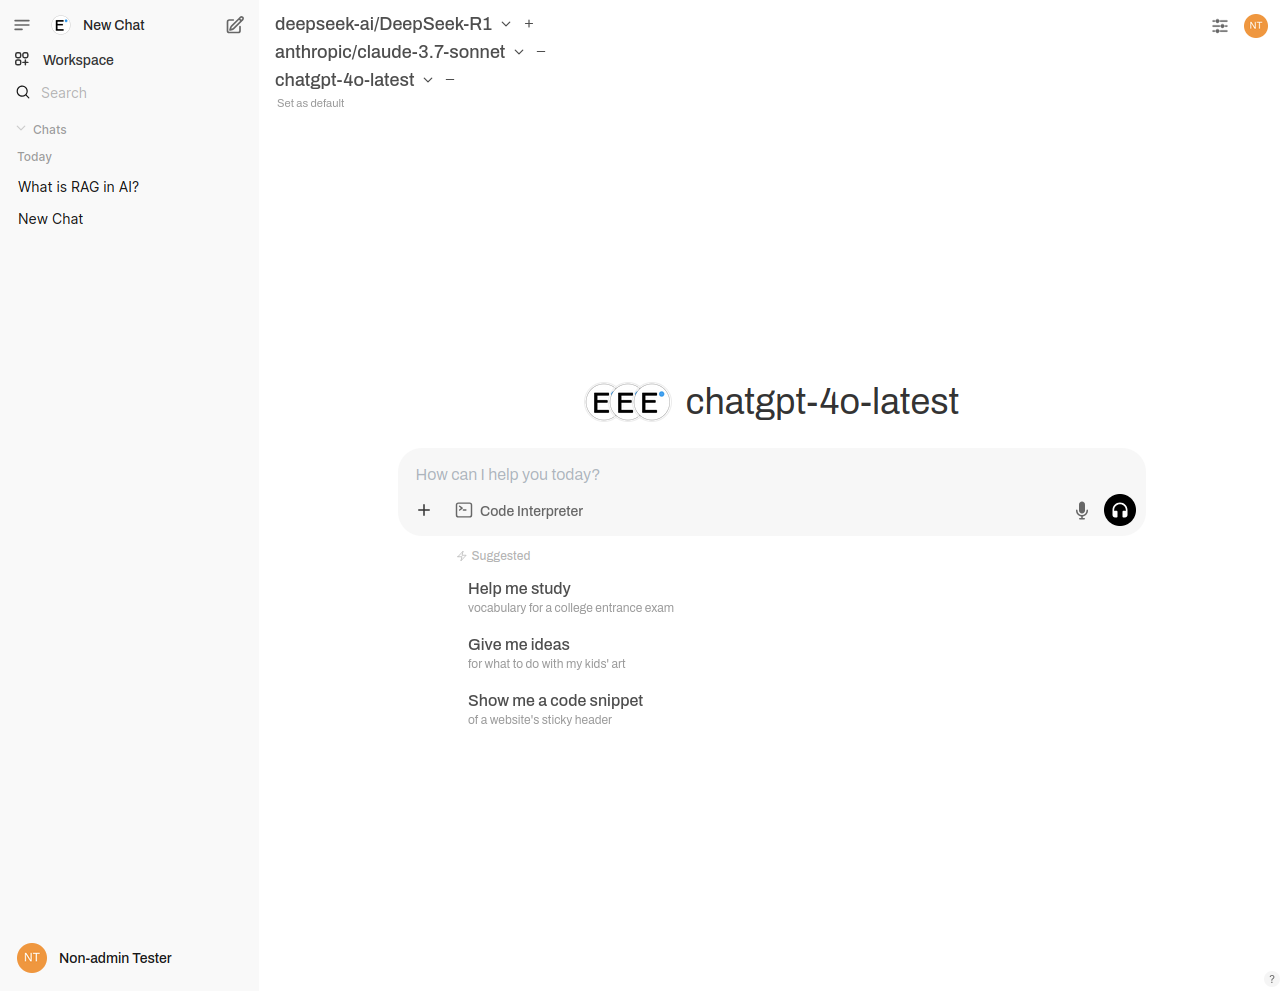 E New Chat
Workspace
Search
Chats
Today
What is RAG in AI?
New Chat
NT Non-admin Tester
deepseek-ai/DeepSeek-R1
anthropic/claude-3.7-sonnet
chatgpt-4o-latest
Set as default
NT
E E E chatgpt-4o-latest
How can I help you today?
Code Interpreter
Suggested
Help me study
vocabulary for a college entrance exam
Give me ideas
for what to do with my kids' art
Show me a code snippet
of a website's sticky header
?